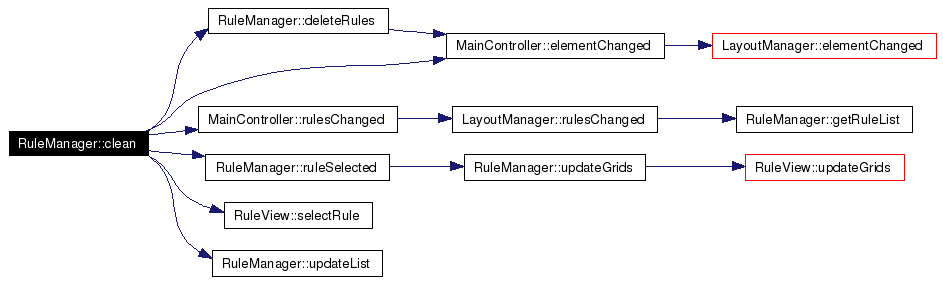 RuleManager::deleteRules
MainController::elementChanged
LayoutManager::elementChanged
RuleManager::clean
MainController::rulesChanged
LayoutManager::rulesChanged
RuleManager::getRuleList
RuleManager::ruleSelected
RuleManager::updateGrids
RuleView::updateGrids
RuleView::selectRule
RuleManager::updateList